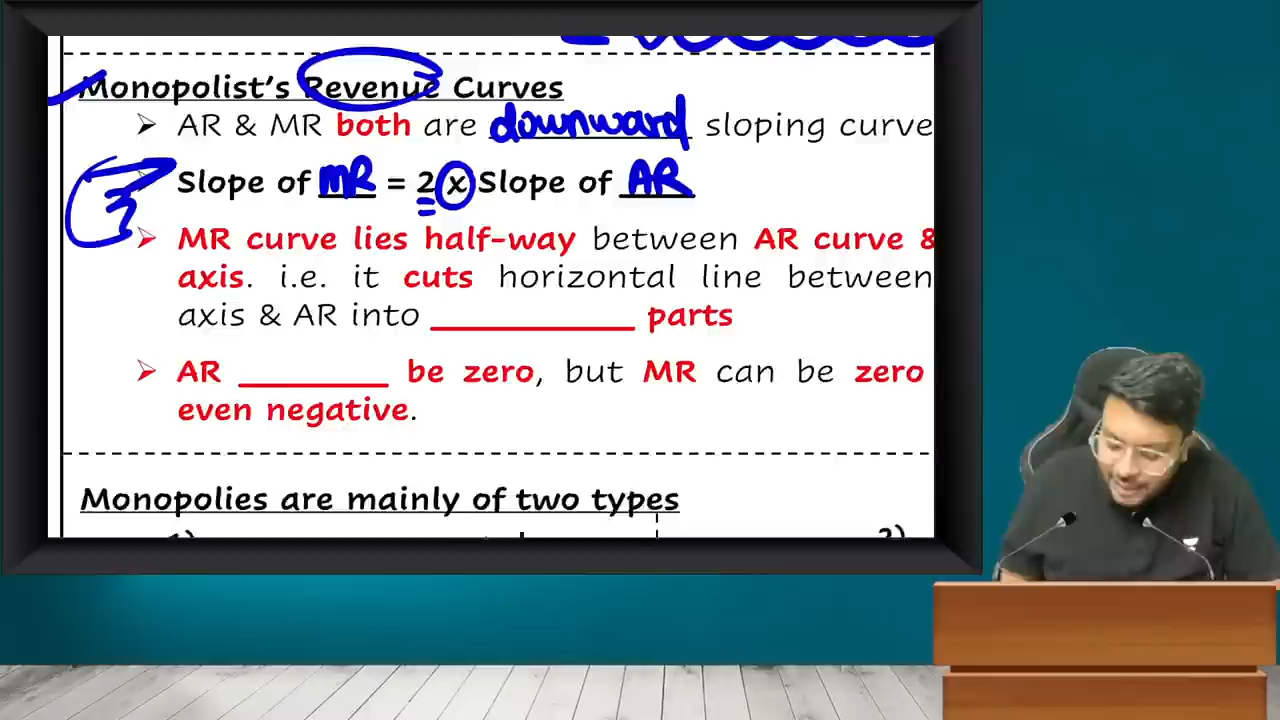 Monopolist's Revenue Curves
➢ AR & MR both are downward sloping curve
Slope of MR = 2 x Slope of AR
➢ MR curve lies half-way between AR curve &
axis. i.e. it cuts horizontal line between
axis & AR into ____________ parts
➢ AR _________ be zero, but MR can be zero
even negative.
Monopolies are mainly of two types